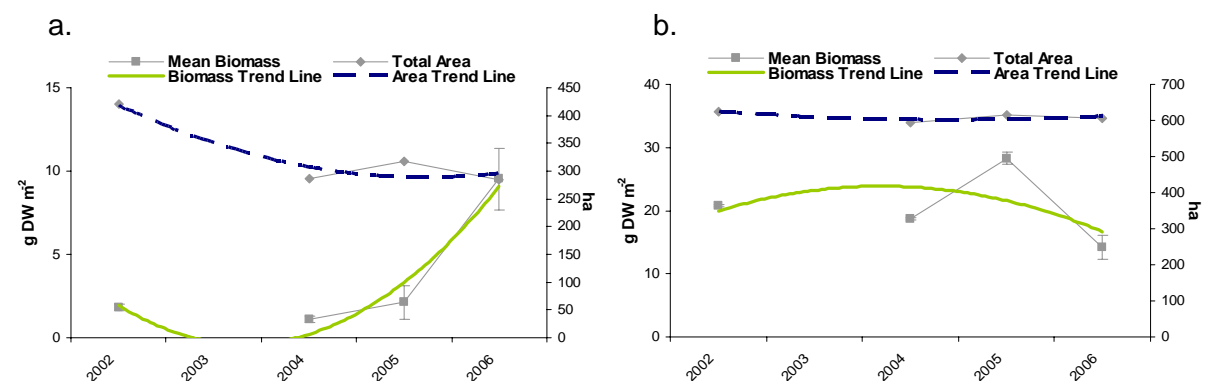 a.
Mean Biomass Total Area
Biomass Trend Line Area Trend Line
15
10
5
0
g DW m-2
450
400
350
300
250
200
150
100
50
0
ha
2002 2003 2004 2005 2006
b.
Mean Biomass Total Area
Biomass Trend Line Area Trend Line
40
30
20
10
0
g DW m-2
700
600
500
400
300
200
100
0
ha
2002 2003 2004 2005 2006